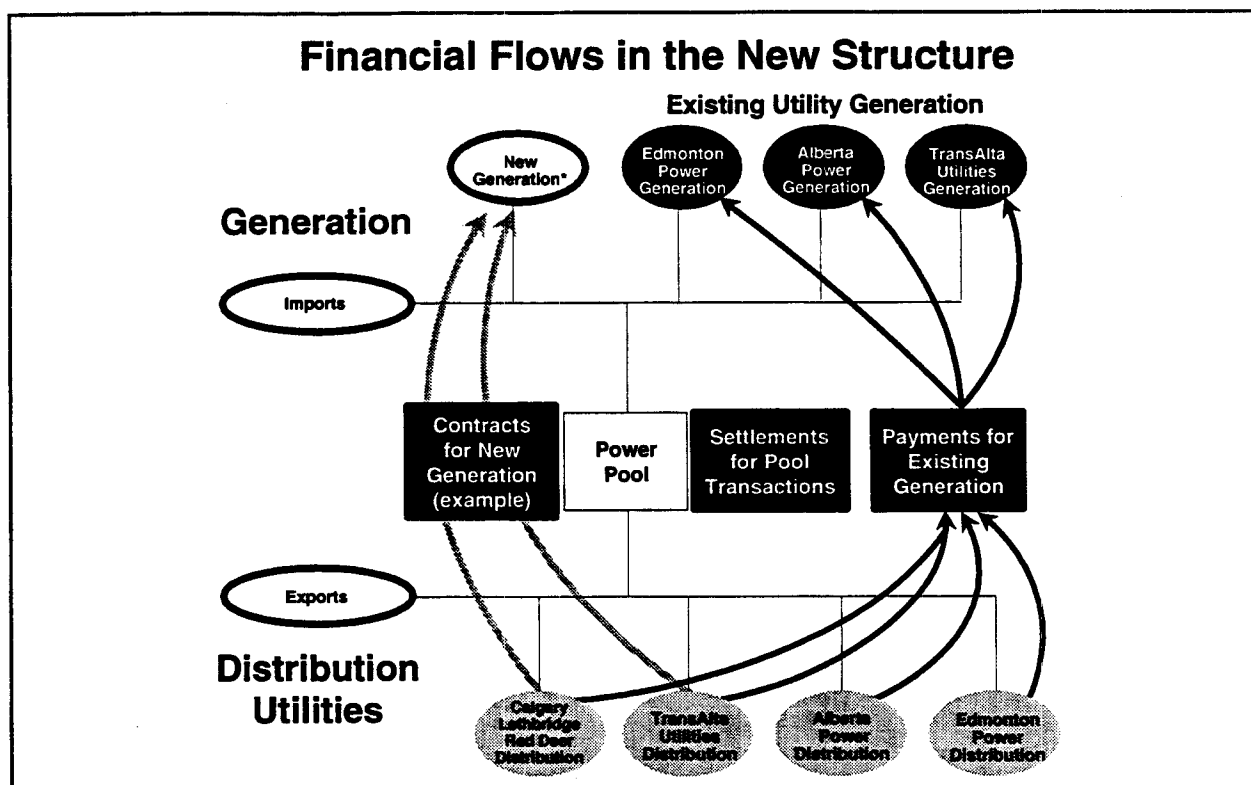 Financial Flows in the New Structure
Existing Utility Generation
New
Generation*
Edmonton
Power
Generation
Alberta
Power
Generation
TransAlta
Utilities
Generation
Generation
Imports
Contracts
for New
Generation
(example)
Power
Pool
Settlements
for Pool
Transactions
Payments for
Existing
Generation
Exports
Distribution
Utilities
Calgary
Lethbridge
Red Deer
Distribution
TransAlta
Utilities
Distribution
Alberta
Power
Distribution
Edmonton
Power
Distribution